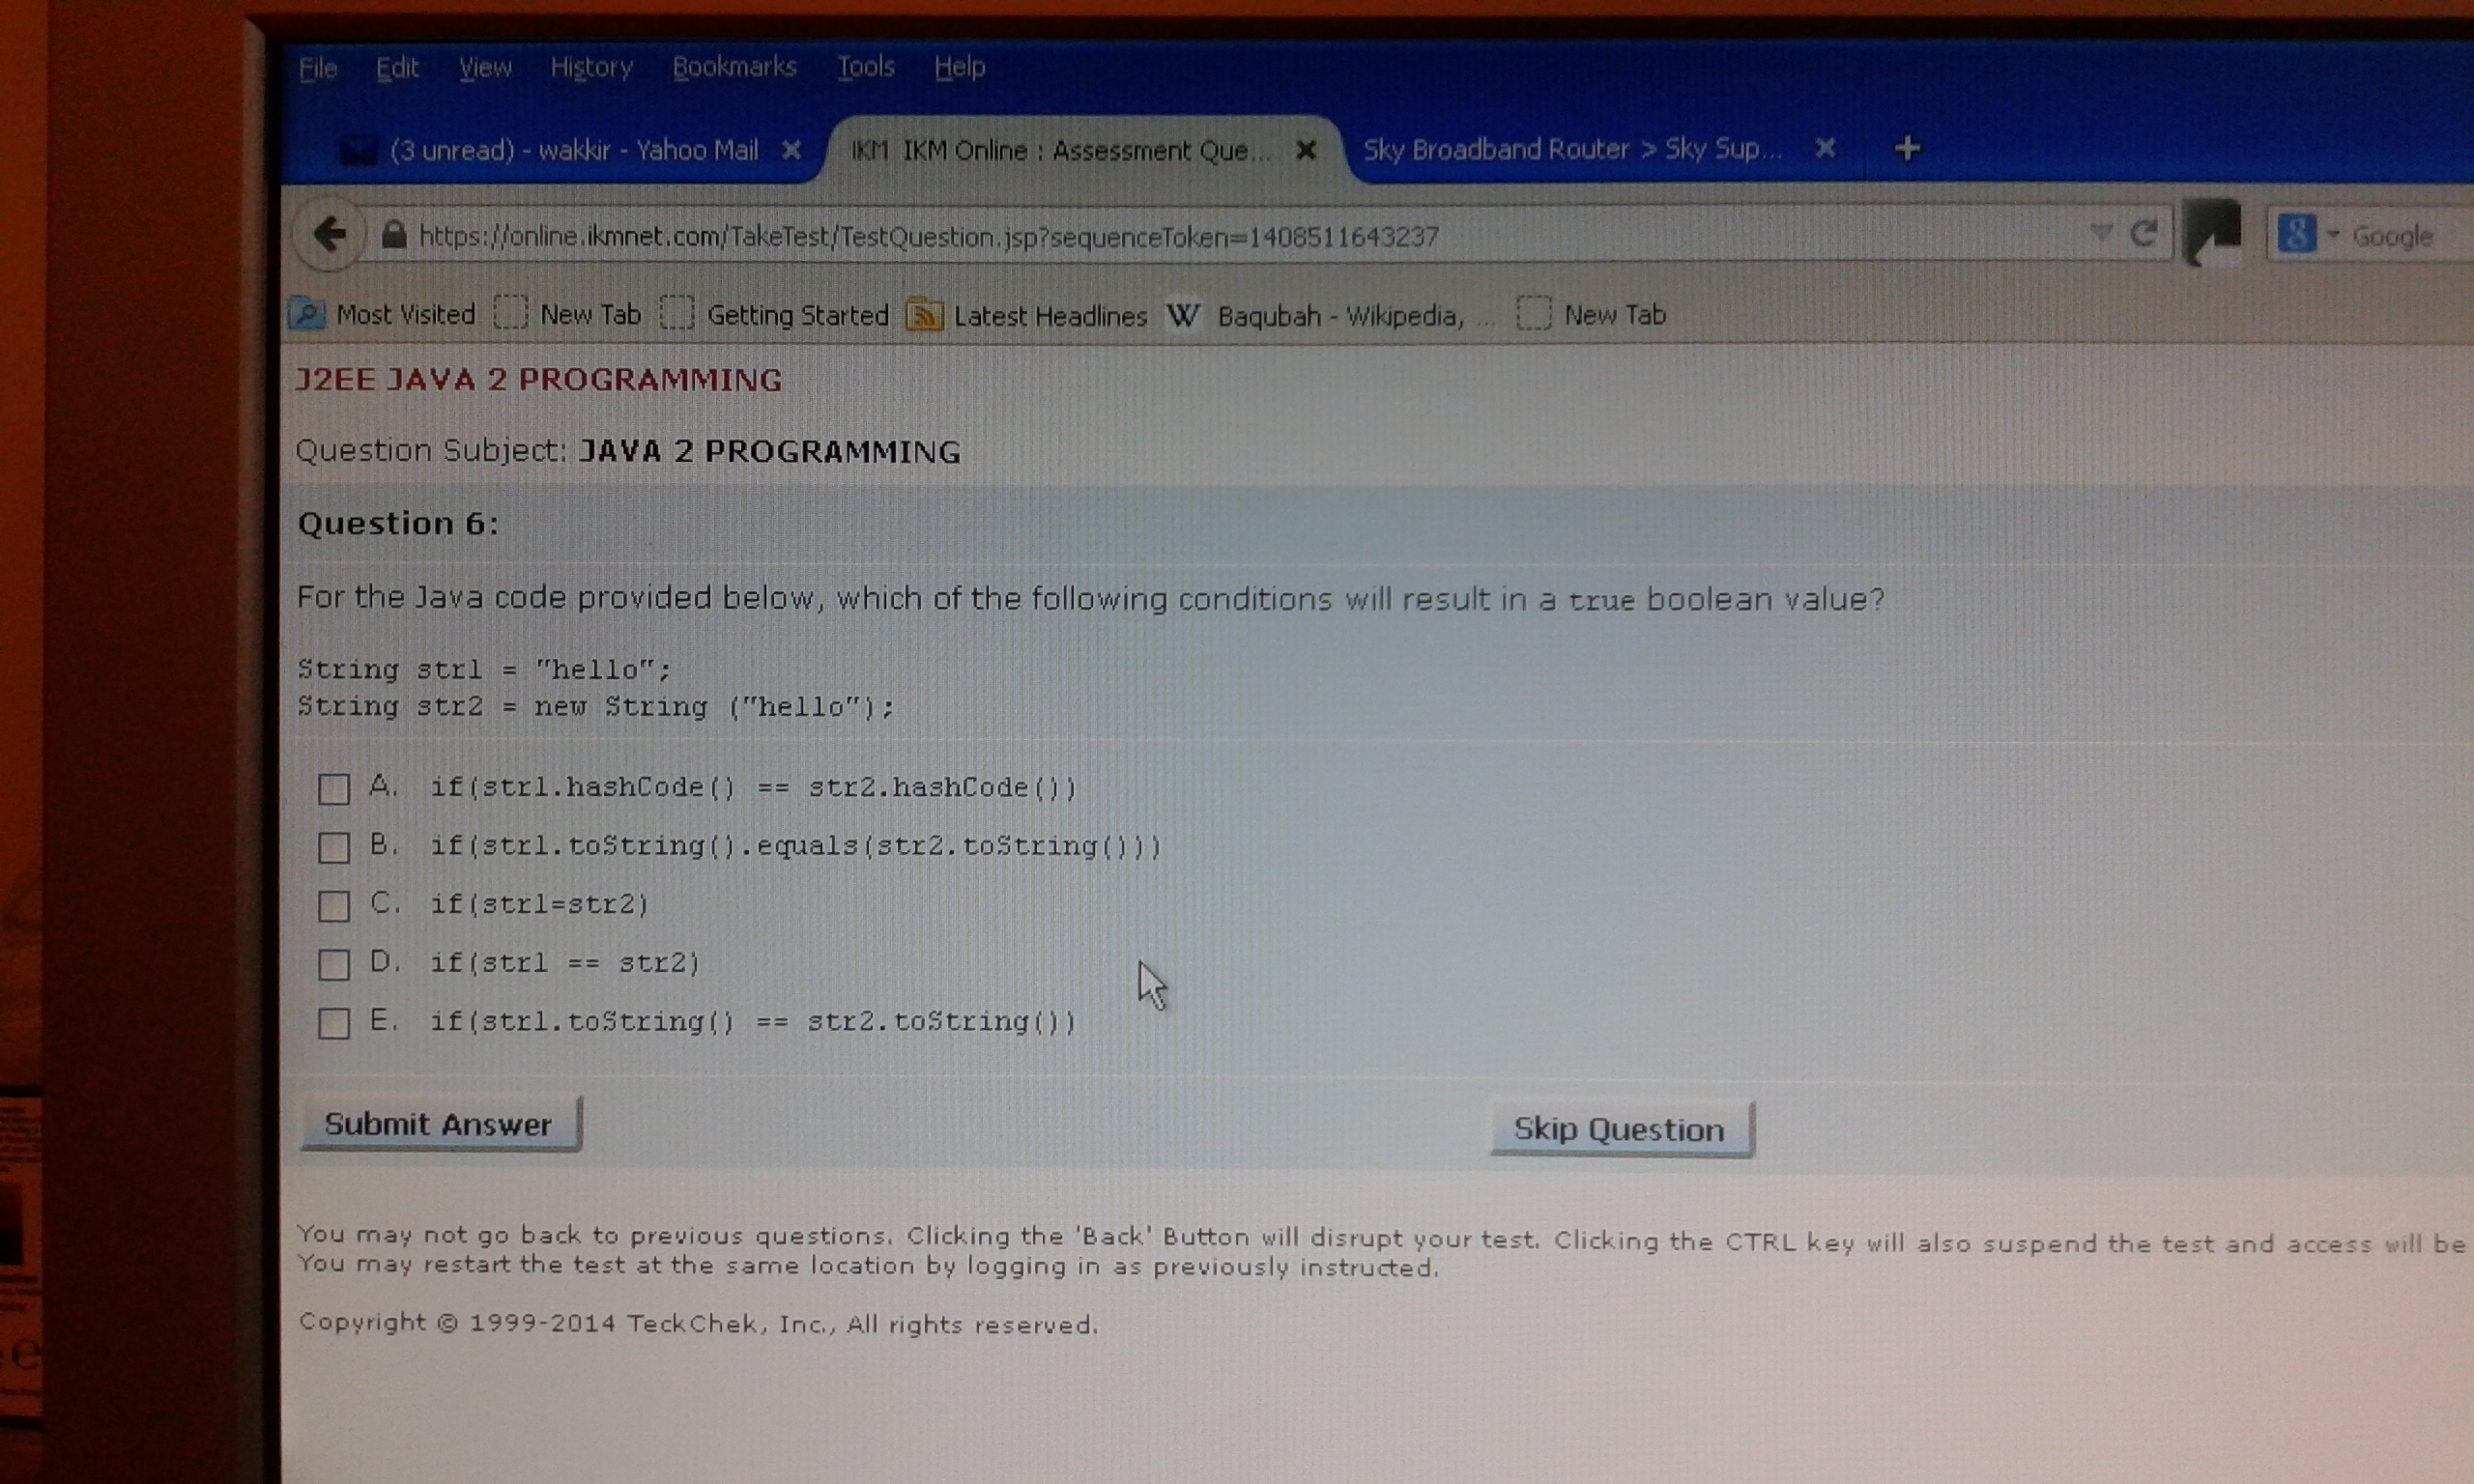 File Edit View History Bookmarks Tools Help
(3 unread) - wakkir - Yahoo Mail × IKM IKM Online : Assessment Que... × Sky Broadband Router > Sky Sup... × +
https://online.ikmnet.com/TakeTest/TestQuestion.jsp?sequenceToken=1408511643237 8 Google
Most Visited New Tab Getting Started Latest Headlines W Baqubah - Wikipedia, ... New Tab
J2EE JAVA 2 PROGRAMMING
Question Subject: JAVA 2 PROGRAMMING
Question 6:
For the Java code provided below, which of the following conditions will result in a true boolean value?
String str1 = "hello";
String str2 = new String ("hello");
A. if(str1.hashCode() == str2.hashCode())
B. if(str1.toString().equals(str2.toString()))
C. if(str1=str2)
D. if(str1 == str2)
E. if(str1.toString() == str2.toString())
Submit Answer Skip Question
You may not go back to previous questions. Clicking the 'Back' Button will disrupt your test. Clicking the CTRL key will also suspend the test and access will be
You may restart the test at the same location by logging in as previously instructed.
Copyright © 1999-2014 TeckChek, Inc., All rights reserved.